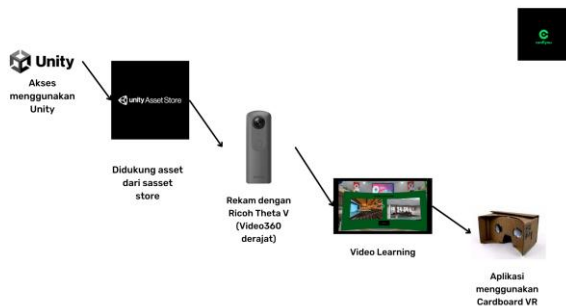 Unity
Akses
menggunakan
Unity
unity Asset Store
Didukung asset
dari sasset
store
Rekam dengan
Ricoh Theta V
(Video360
derajat)
Video Learning
Aplikasi
menggunakan
Cardboard VR